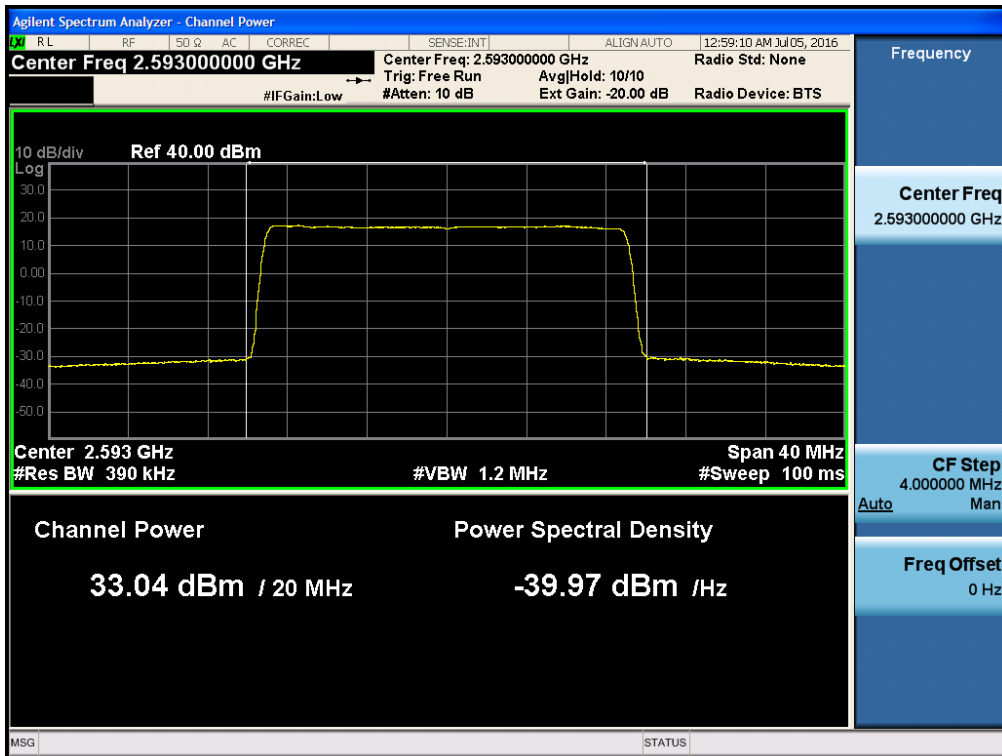 Agilent Spectrum Analyzer - Channel Power
LXI RL RF 50 Ω AC CORREC SENSE:INT ALIGN AUTO 12:59:10 AM Jul 05, 2016
Center Freq 2.593000000 GHz
Center Freq: 2.593000000 GHz Radio Std: None
Trig: Free Run Avg|Hold: 10/10
#IFGain:Low #Atten: 10 dB Ext Gain: -20.00 dB Radio Device: BTS
10 dB/div Ref 40.00 dBm
Log
30.0
20.0
10.0
0.00
-10.0
-20.0
-30.0
-40.0
-50.0
Center 2.593 GHz Span 40 MHz
#Res BW 390 kHz #VBW 1.2 MHz #Sweep 100 ms
Channel Power Power Spectral Density
33.04 dBm / 20 MHz -39.97 dBm /Hz
Frequency
Center Freq
2.593000000 GHz
CF Step
4.000000 MHz
Auto Man
Freq Offset
0 Hz
MSG STATUS